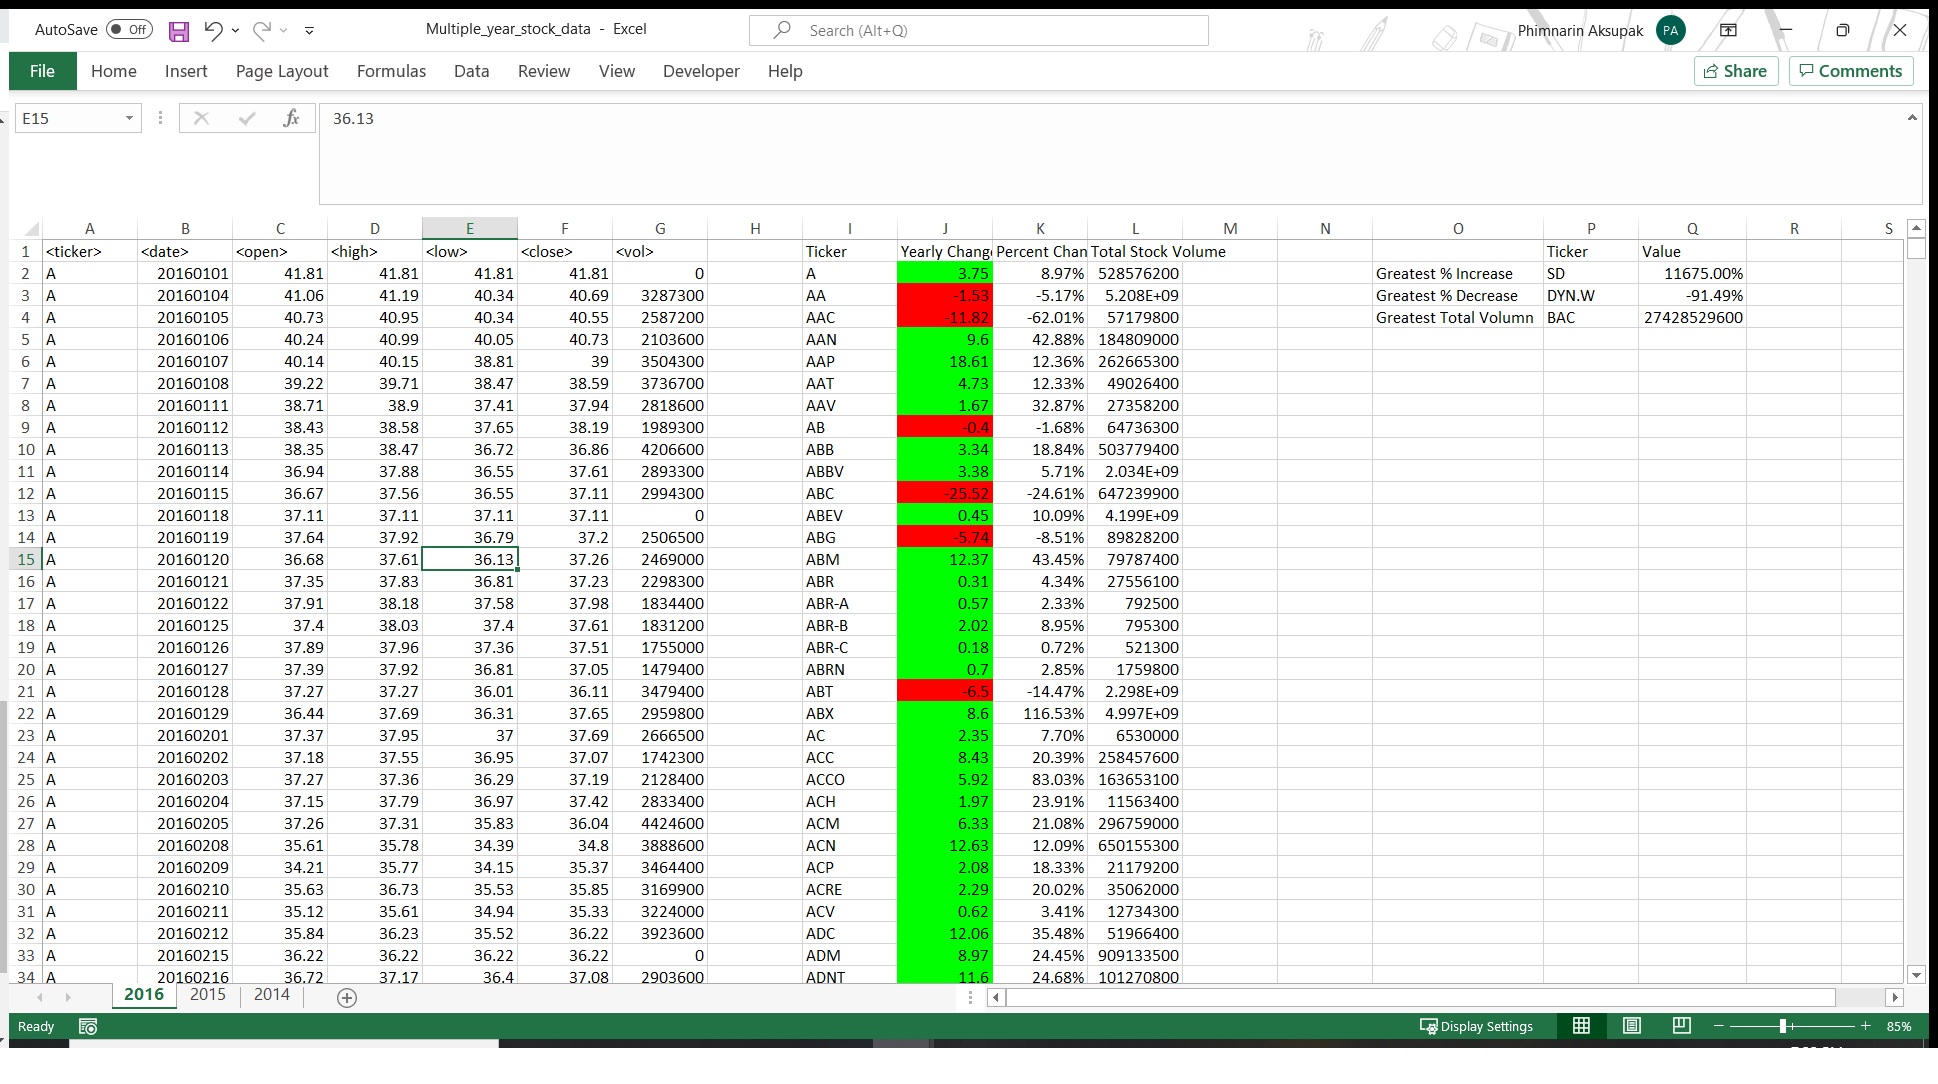 AutoSave Off Multiple_year_stock_data - Excel Search (Alt+Q) Phimnarin Aksupak PA
File Home Insert Page Layout Formulas Data Review View Developer Help Share Comments
E15 fx 36.13
A B C D E F G H I J K L M N O P Q R S
1 <ticker> <date> <open> <high> <low> <close> <vol> Ticker Yearly Chang Percent Chan Total Stock Volume Ticker Value
2 A 20160101 41.81 41.81 41.81 41.81 0 A 3.75 8.97% 528576200 Greatest % Increase SD 11675.00%
3 A 20160104 41.06 41.19 40.34 40.69 3287300 AA -1.53 -5.17% 5.208E+09 Greatest % Decrease DYN.W -91.49%
4 A 20160105 40.73 40.95 40.34 40.55 2587200 AAC -11.82 -62.01% 57179800 Greatest Total Volumn BAC 27428529600
5 A 20160106 40.24 40.99 40.05 40.73 2103600 AAN 9.6 42.88% 184809000
6 A 20160107 40.14 40.15 38.81 39 3504300 AAP 18.61 12.36% 262665300
7 A 20160108 39.22 39.71 38.47 38.59 3736700 AAT 4.73 12.33% 49026400
8 A 20160111 38.71 38.9 37.41 37.94 2818600 AAV 1.67 32.87% 27358200
9 A 20160112 38.43 38.58 37.65 38.19 1989300 AB -0.4 -1.68% 64736300
10 A 20160113 38.35 38.47 36.72 36.86 4206600 ABB 3.34 18.84% 503779400
11 A 20160114 36.94 37.88 36.55 37.61 2893300 ABBV 3.38 5.71% 2.034E+09
12 A 20160115 36.67 37.56 36.55 37.11 2994300 ABC -25.52 -24.61% 647239900
13 A 20160118 37.11 37.11 37.11 37.11 0 ABEV 0.45 10.09% 4.199E+09
14 A 20160119 37.64 37.92 36.79 37.2 2506500 ABG -5.74 -8.51% 89828200
15 A 20160120 36.68 37.61 36.13 37.26 2469000 ABM 12.37 43.45% 79787400
16 A 20160121 37.35 37.83 36.81 37.23 2298300 ABR 0.31 4.34% 27556100
17 A 20160122 37.91 38.18 37.58 37.98 1834400 ABR-A 0.57 2.33% 792500
18 A 20160125 37.4 38.03 37.4 37.61 1831200 ABR-B 2.02 8.95% 795300
19 A 20160126 37.89 37.96 37.36 37.51 1755000 ABR-C 0.18 0.72% 521300
20 A 20160127 37.39 37.92 36.81 37.05 1479400 ABRN 0.7 2.85% 1759800
21 A 20160128 37.27 37.27 36.01 36.11 3479400 ABT -6.5 -14.47% 2.298E+09
22 A 20160129 36.44 37.69 36.31 37.65 2959800 ABX 8.6 116.53% 4.997E+09
23 A 20160201 37.37 37.95 37 37.69 2666500 AC 2.35 7.70% 6530000
24 A 20160202 37.18 37.55 36.95 37.07 1742300 ACC 8.43 20.39% 258457600
25 A 20160203 37.27 37.36 36.29 37.19 2128400 ACCO 5.92 83.03% 163653100
26 A 20160204 37.15 37.79 36.97 37.42 2833400 ACH 1.97 23.91% 11563400
27 A 20160205 37.26 37.31 35.83 36.04 4424600 ACM 6.33 21.08% 296759000
28 A 20160208 35.61 35.78 34.39 34.8 3888600 ACN 12.63 12.09% 650155300
29 A 20160209 34.21 35.77 34.15 35.37 3464400 ACP 2.08 18.33% 21179200
30 A 20160210 35.63 36.73 35.53 35.85 3169900 ACRE 2.29 20.02% 35062000
31 A 20160211 35.12 35.61 34.94 35.33 3224000 ACV 0.62 3.41% 12734300
32 A 20160212 35.84 36.23 35.52 36.22 3923600 ADC 12.06 35.48% 51966400
33 A 20160215 36.22 36.22 36.22 36.22 0 ADM 8.97 24.45% 909133500
34 A 20160216 36.72 37.17 36.4 37.08 2903600 ADNT 11.6 24.68% 101270800
2016 2015 2014
Ready Display Settings 85%